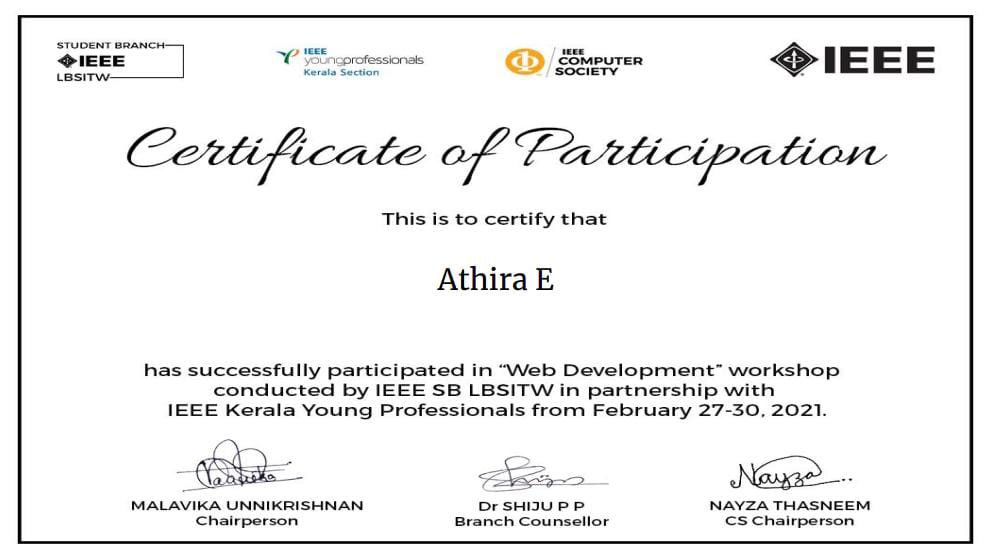 STUDENT BRANCH
IEEE
LBSITW
IEEE
youngprofessionals
Kerala Section
IEEE
COMPUTER
SOCIETY
IEEE
Certificate of Participation
This is to certify that
Athira E
has successfully participated in “Web Development” workshop
conducted by IEEE SB LBSITW in partnership with
IEEE Kerala Young Professionals from February 27-30, 2021.
Nayza
MALAVIKA UNNIKRISHNAN
Chairperson
Dr SHIJU P P
Branch Counsellor
NAYZA THASNEEM
CS Chairperson